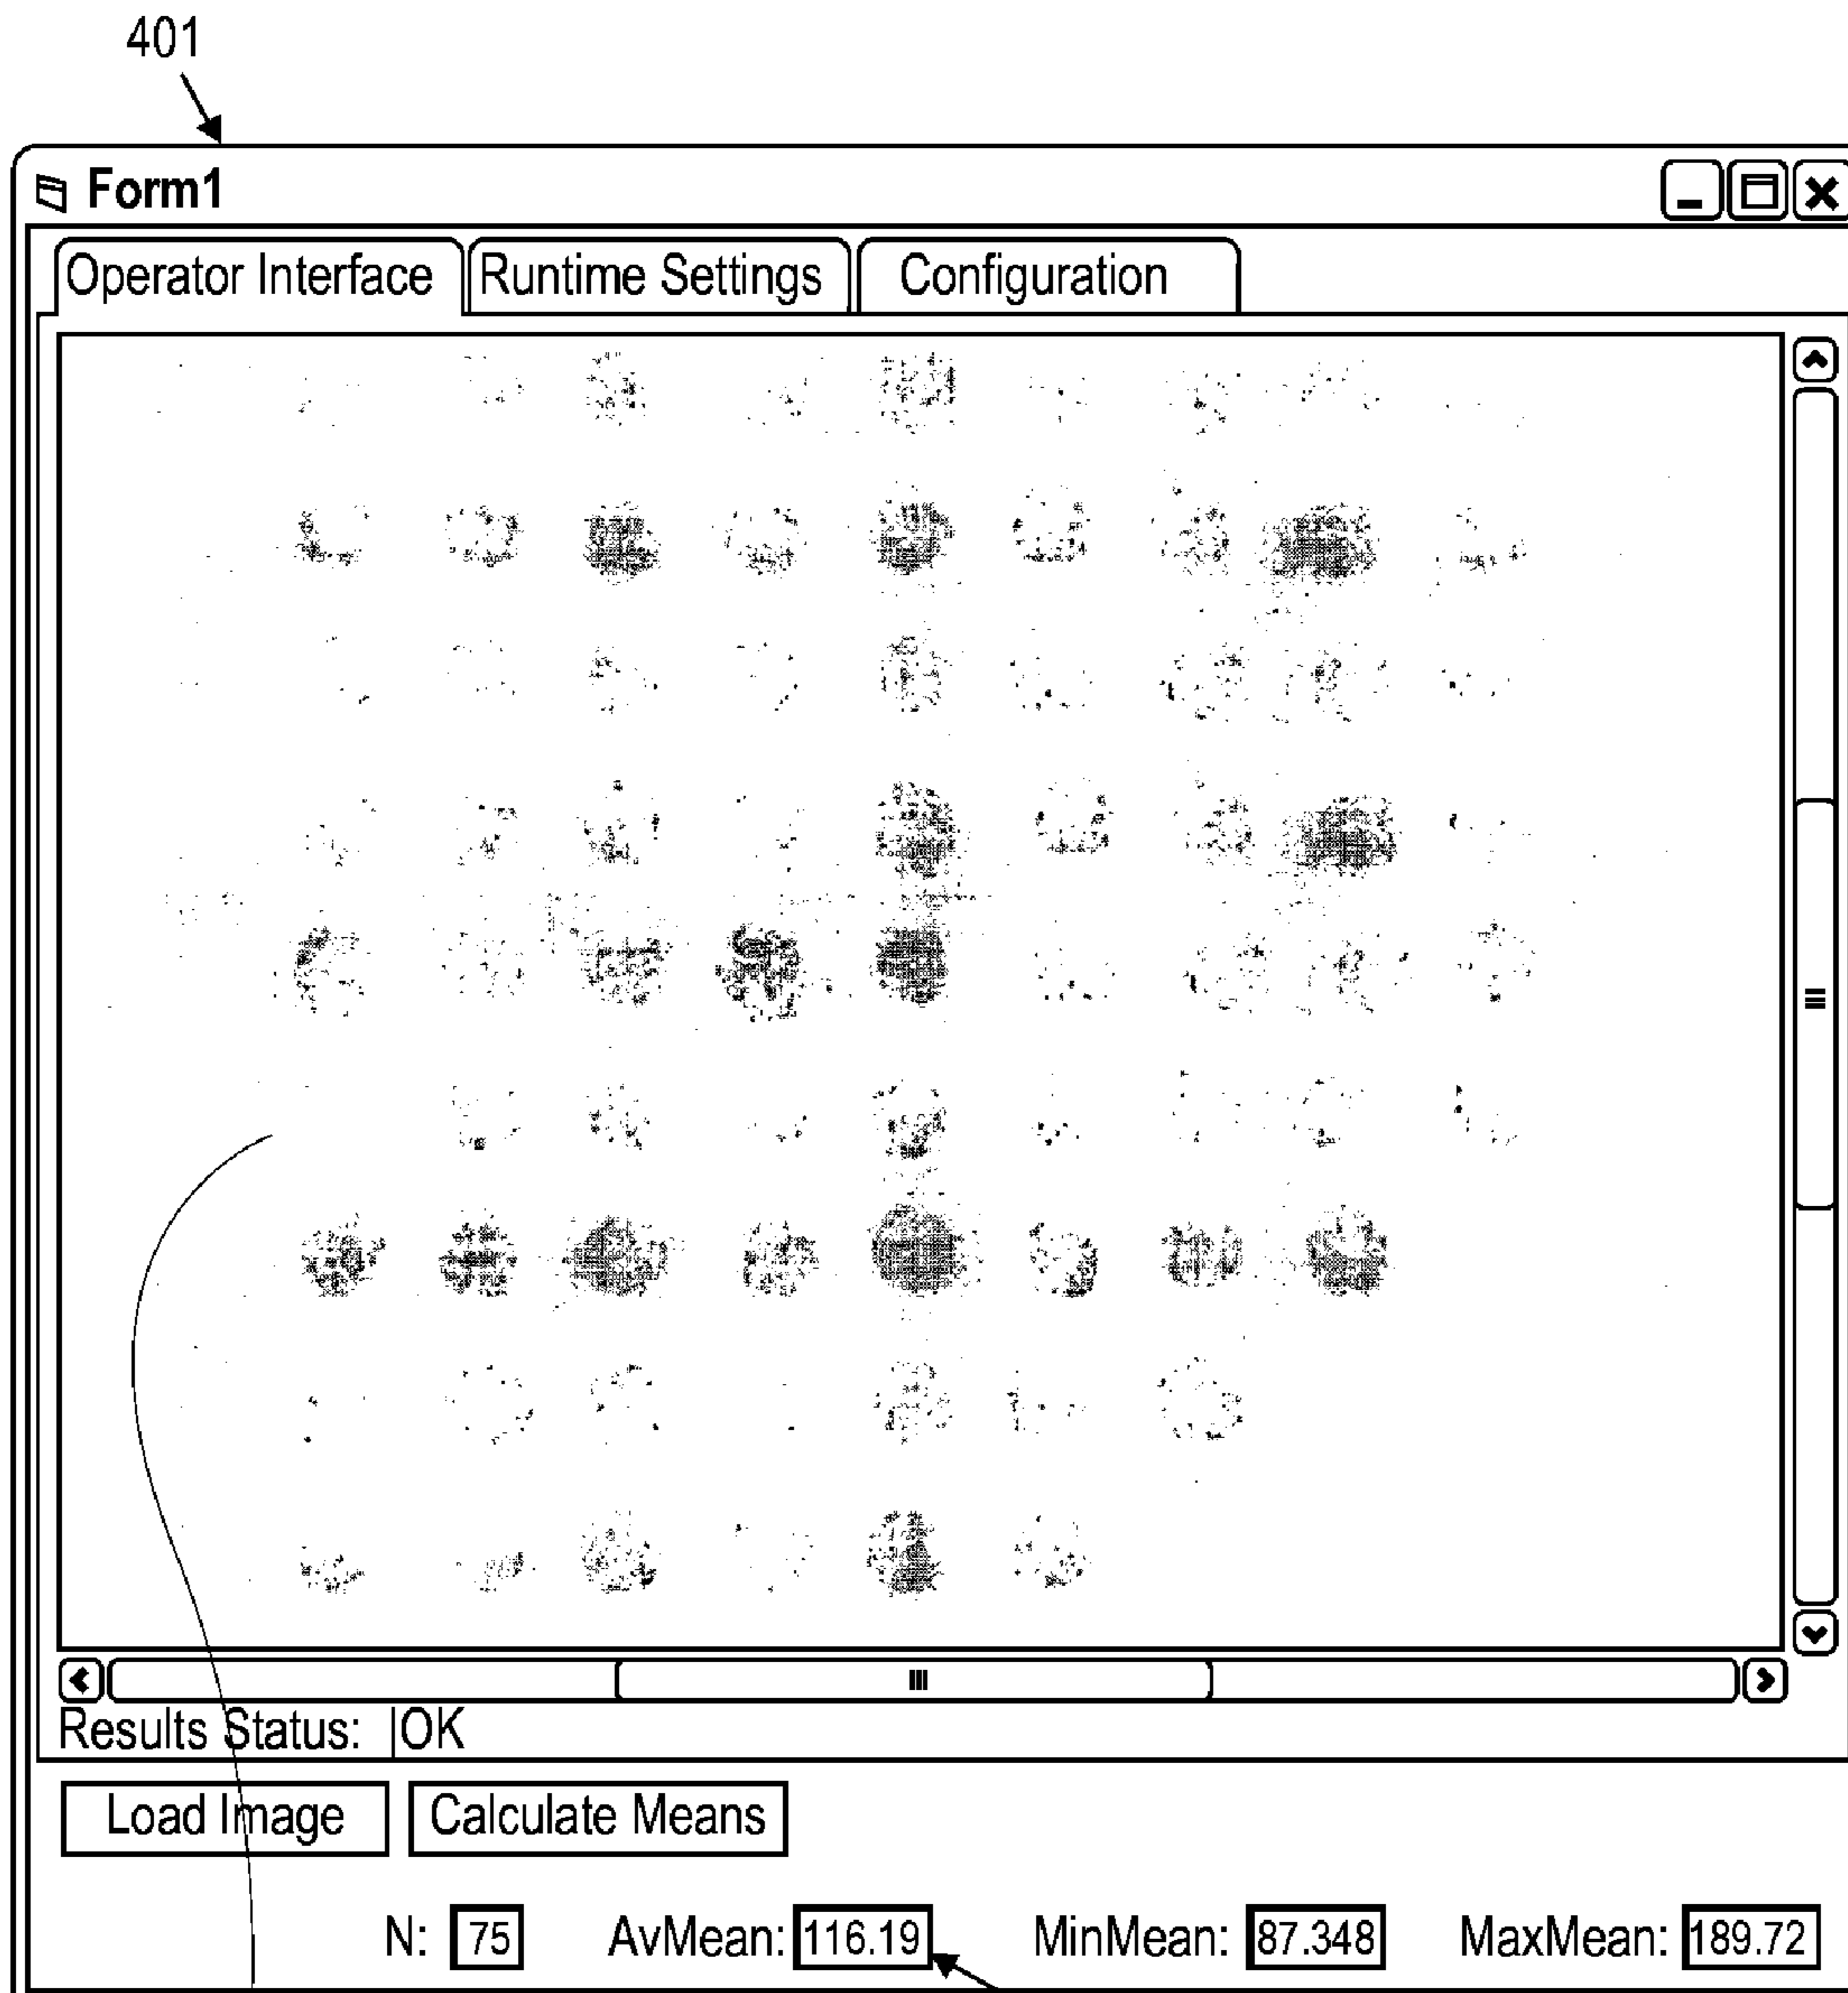 401
Form1
Operator Interface Runtime Settings Configuration
Results Status: OK
Load Image Calculate Means
N: 75 AvMean: 116.19 MinMean: 87.348 MaxMean: 189.72